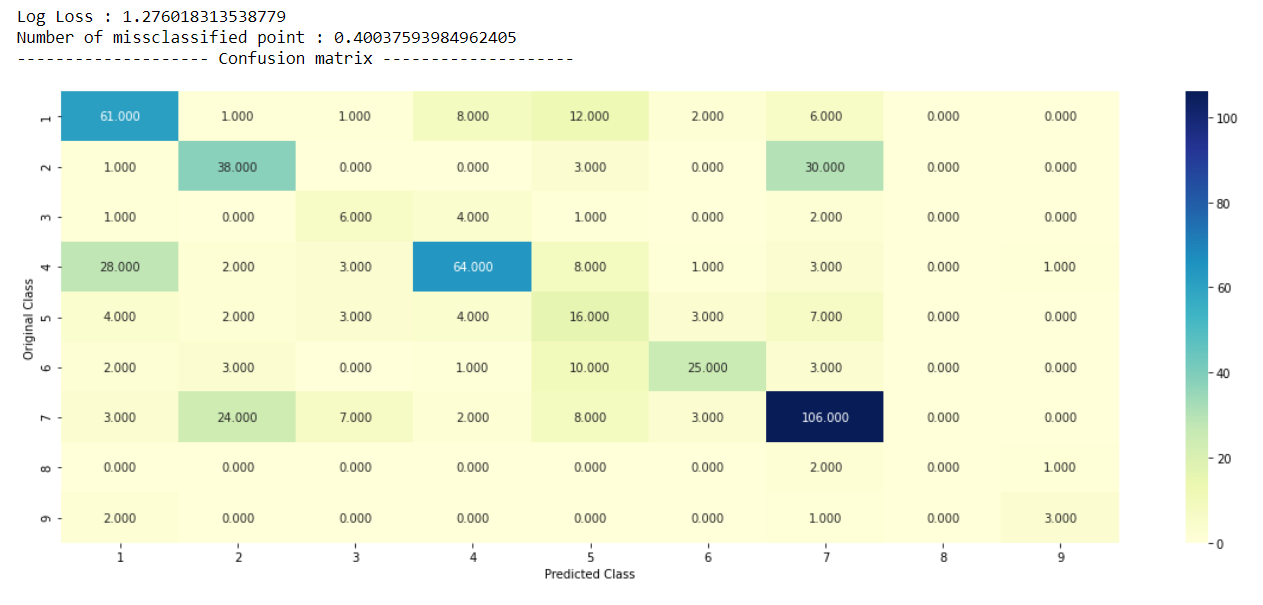 Log Loss : 1.276018313538779
Number of missclassified point : 0.40037593984962405
-------------------- Confusion matrix --------------------
1 61.000 1.000 1.000 8.000 12.000 2.000 6.000 0.000 0.000
2 1.000 38.000 0.000 0.000 3.000 0.000 30.000 0.000 0.000
3 1.000 0.000 6.000 4.000 1.000 0.000 2.000 0.000 0.000
4 28.000 2.000 3.000 64.000 8.000 1.000 3.000 0.000 1.000
5 4.000 2.000 3.000 4.000 16.000 3.000 7.000 0.000 0.000
6 2.000 3.000 0.000 1.000 10.000 25.000 3.000 0.000 0.000
7 3.000 24.000 7.000 2.000 8.000 3.000 106.000 0.000 0.000
8 0.000 0.000 0.000 0.000 0.000 0.000 2.000 0.000 1.000
9 2.000 0.000 0.000 0.000 0.000 0.000 1.000 0.000 3.000
1 2 3 4 5 6 7 8 9
Predicted Class
Original Class
100
80
60
40
20
0